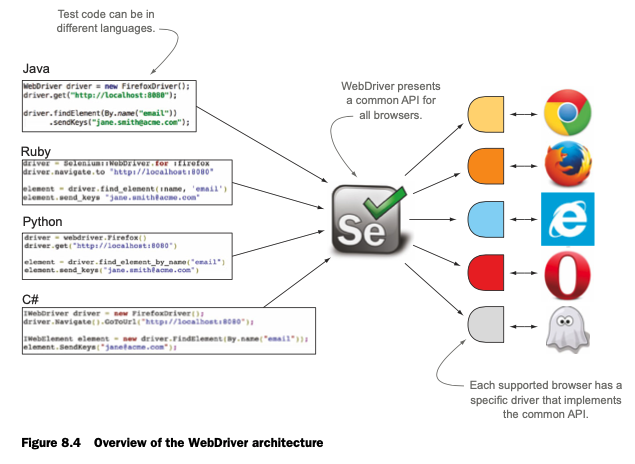 Test code can be in
different languages.
Java
WebDriver driver = new FirefoxDriver();
driver.get("http://localhost:8080");
driver.findElement(By.name("email"))
.sendKeys("jane.smith@acme.com");
Ruby
driver = Selenium::WebDriver.for :firefox
driver.navigate.to "http://localhost:8080"
element = driver.find_element(:name, 'email')
element.send_keys "jane.smith@acme.com"
Python
driver = webdriver.Firefox()
driver.get("http://localhost:8080")
element = driver.find_element_by_name("email")
element.send_keys("jane.smith@acme.com")
C#
IWebDriver driver = new FirefoxDriver();
driver.Navigate().GoToUrl("http://localhost:8080");
IWebElement element = new driver.FindElement(By.name("email"));
element.SendKeys("jane@acme.com");
WebDriver presents
a common API for
all browsers.
Se
Each supported browser has a
specific driver that implements
the common API.
Figure 8.4 Overview of the WebDriver architecture